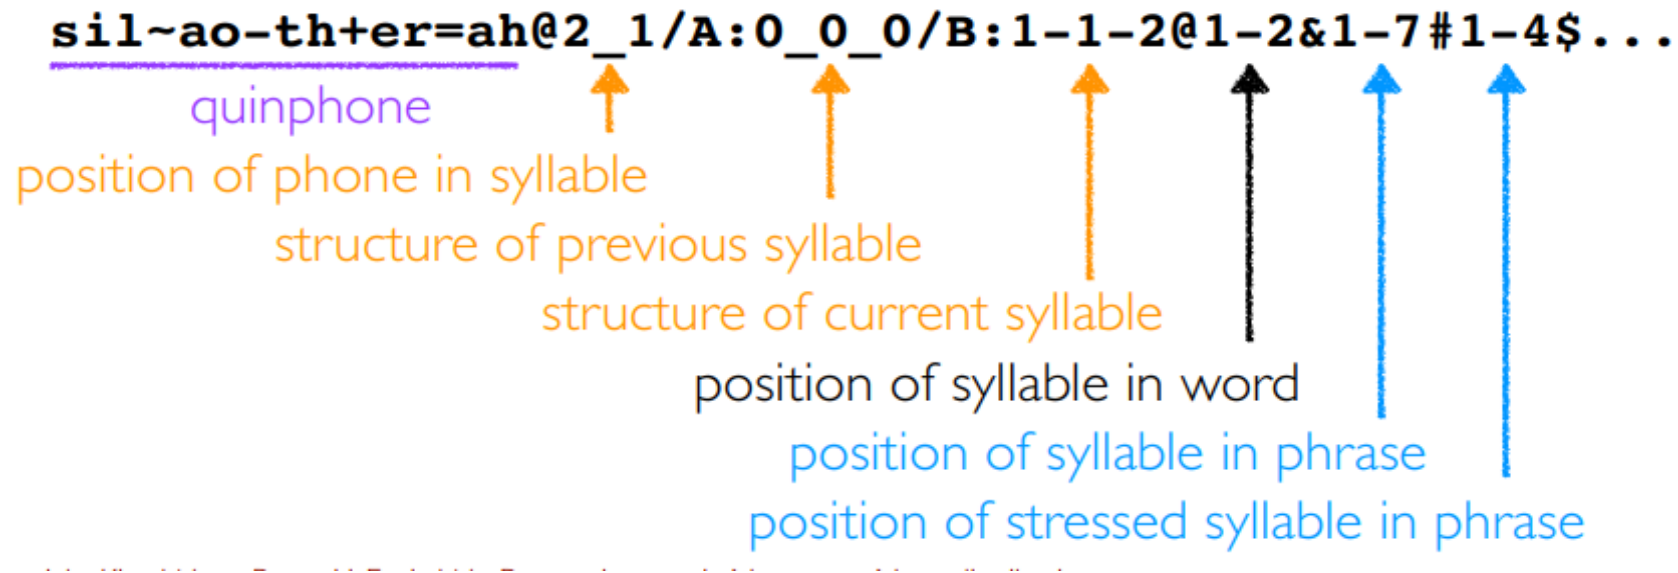 sil~ao-th+er=ah@2_1/A:0_0_0/B:1-1-2@1-2&1-7#1-4$...
quinphone
position of phone in syllable
structure of previous syllable
structure of current syllable
position of syllable in word
position of syllable in phrase
position of stressed syllable in phrase